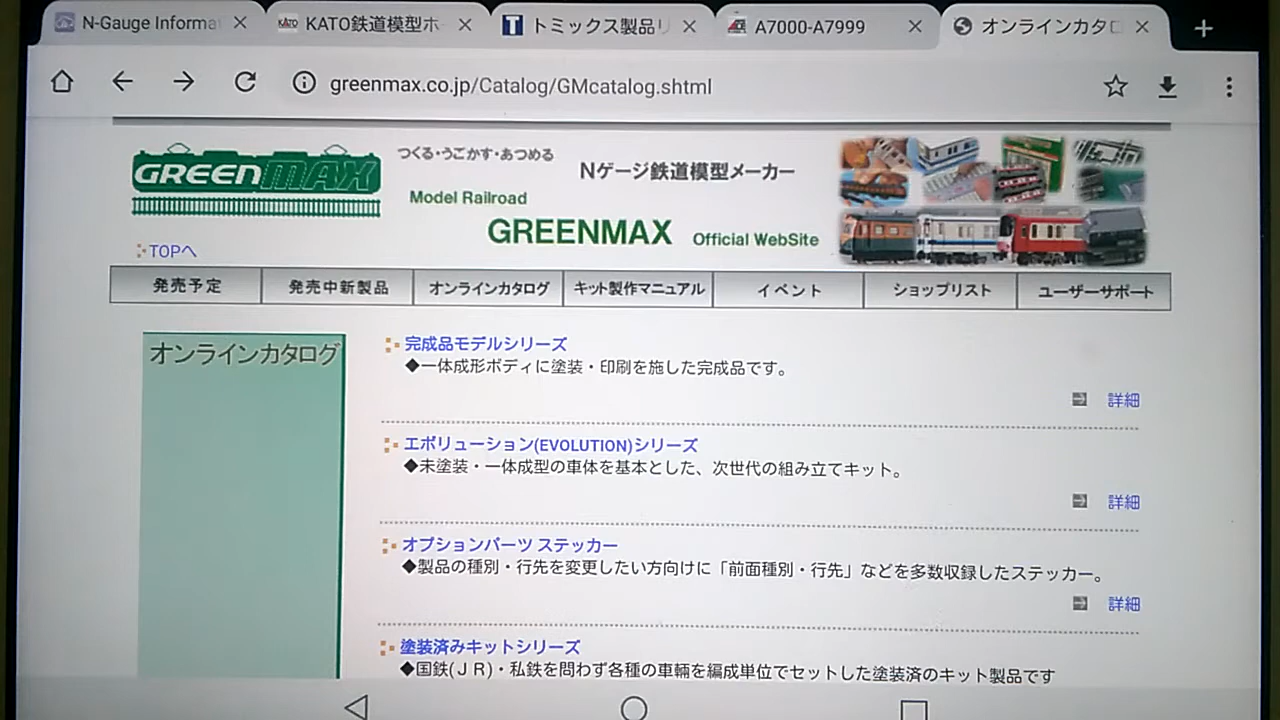 N-Gauge Informa
KATO鉄道模型ホ
トミックス製品リ
A7000-A7999
オンラインカタロ
greenmax.co.jp/Catalog/GMcatalog.shtml
GREENMAX
つくる・うごかす・あつめる
Nゲージ鉄道模型メーカー
Model Railroad
GREENMAX Official WebSite
TOPへ
発売予定
発売中新製品
オンラインカタログ
キット製作マニュアル
イベント
ショップリスト
ユーザーサポート
オンラインカタログ
完成品モデルシリーズ
◆一体成形ボディに塗装・印刷を施した完成品です。
詳細
エボリューション(EVOLUTION)シリーズ
◆未塗装・一体成型の車体を基本とした、次世代の組み立てキット。
詳細
オプションパーツ ステッカー
◆製品の種別・行先を変更したい方向けに「前面種別・行先」などを多数収録したステッカー。
詳細
塗装済みキットシリーズ
◆国鉄(ＪＲ)・私鉄を問わず各種の車輌を編成単位でセットした塗装済のキット製品です